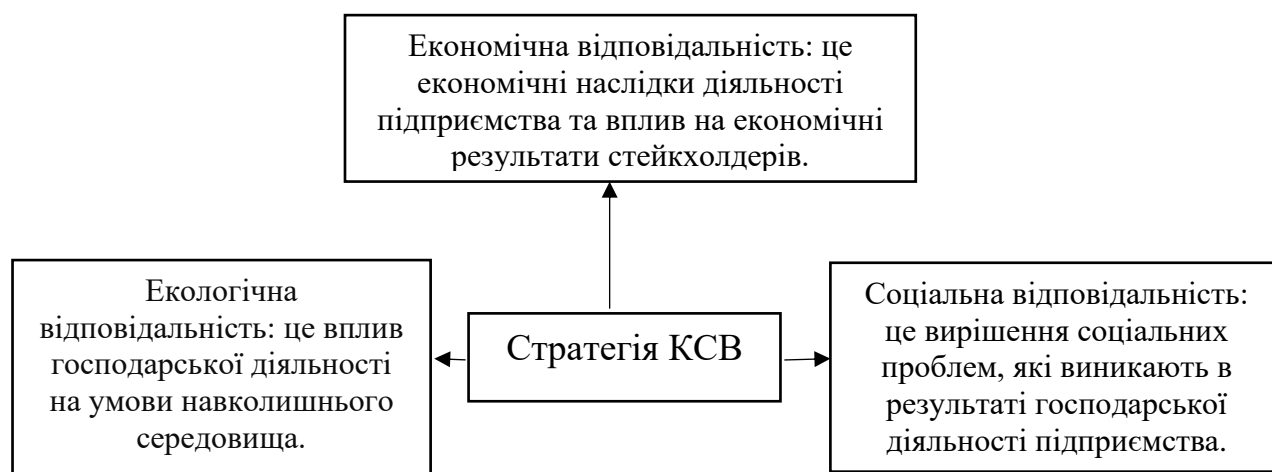 Економічна відповідальність: це
економічні наслідки діяльності
підприємства та вплив на економічні
результати стейкхолдерів.
Екологічна
відповідальність: це вплив
господарської діяльності
на умови навколишнього
середовища.
Стратегія КСВ
Соціальна відповідальність:
це вирішення соціальних
проблем, які виникають в
результаті господарської
діяльності підприємства.